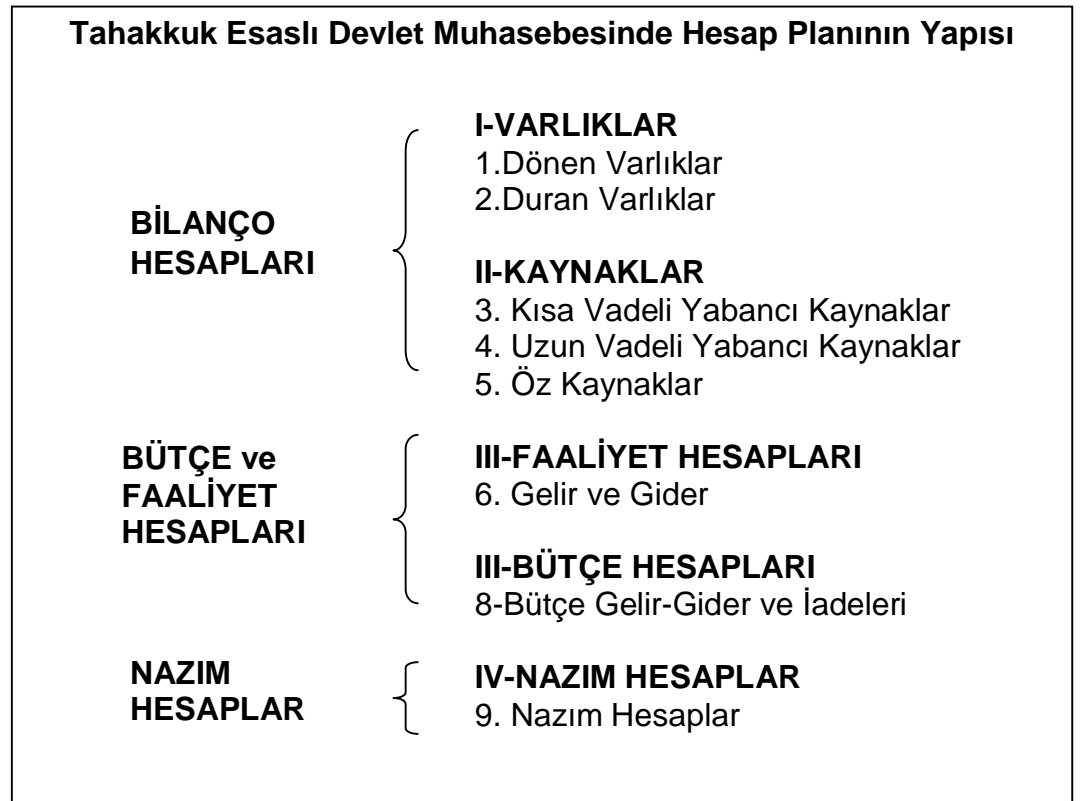 Tahakkuk Esaslı Devlet Muhasebesinde Hesap Planının Yapısı
BİLANÇO
HESAPLARI
I-VARLIKLAR
1.Dönen Varlıklar
2.Duran Varlıklar
II-KAYNAKLAR
3. Kısa Vadeli Yabancı Kaynaklar
4. Uzun Vadeli Yabancı Kaynaklar
5. Öz Kaynaklar
BÜTÇE ve
FAALİYET
HESAPLARI
III-FAALİYET HESAPLARI
6. Gelir ve Gider
III-BÜTÇE HESAPLARI
8-Bütçe Gelir-Gider ve İadeleri
NAZIM
HESAPLAR
IV-NAZIM HESAPLAR
9. Nazım Hesaplar